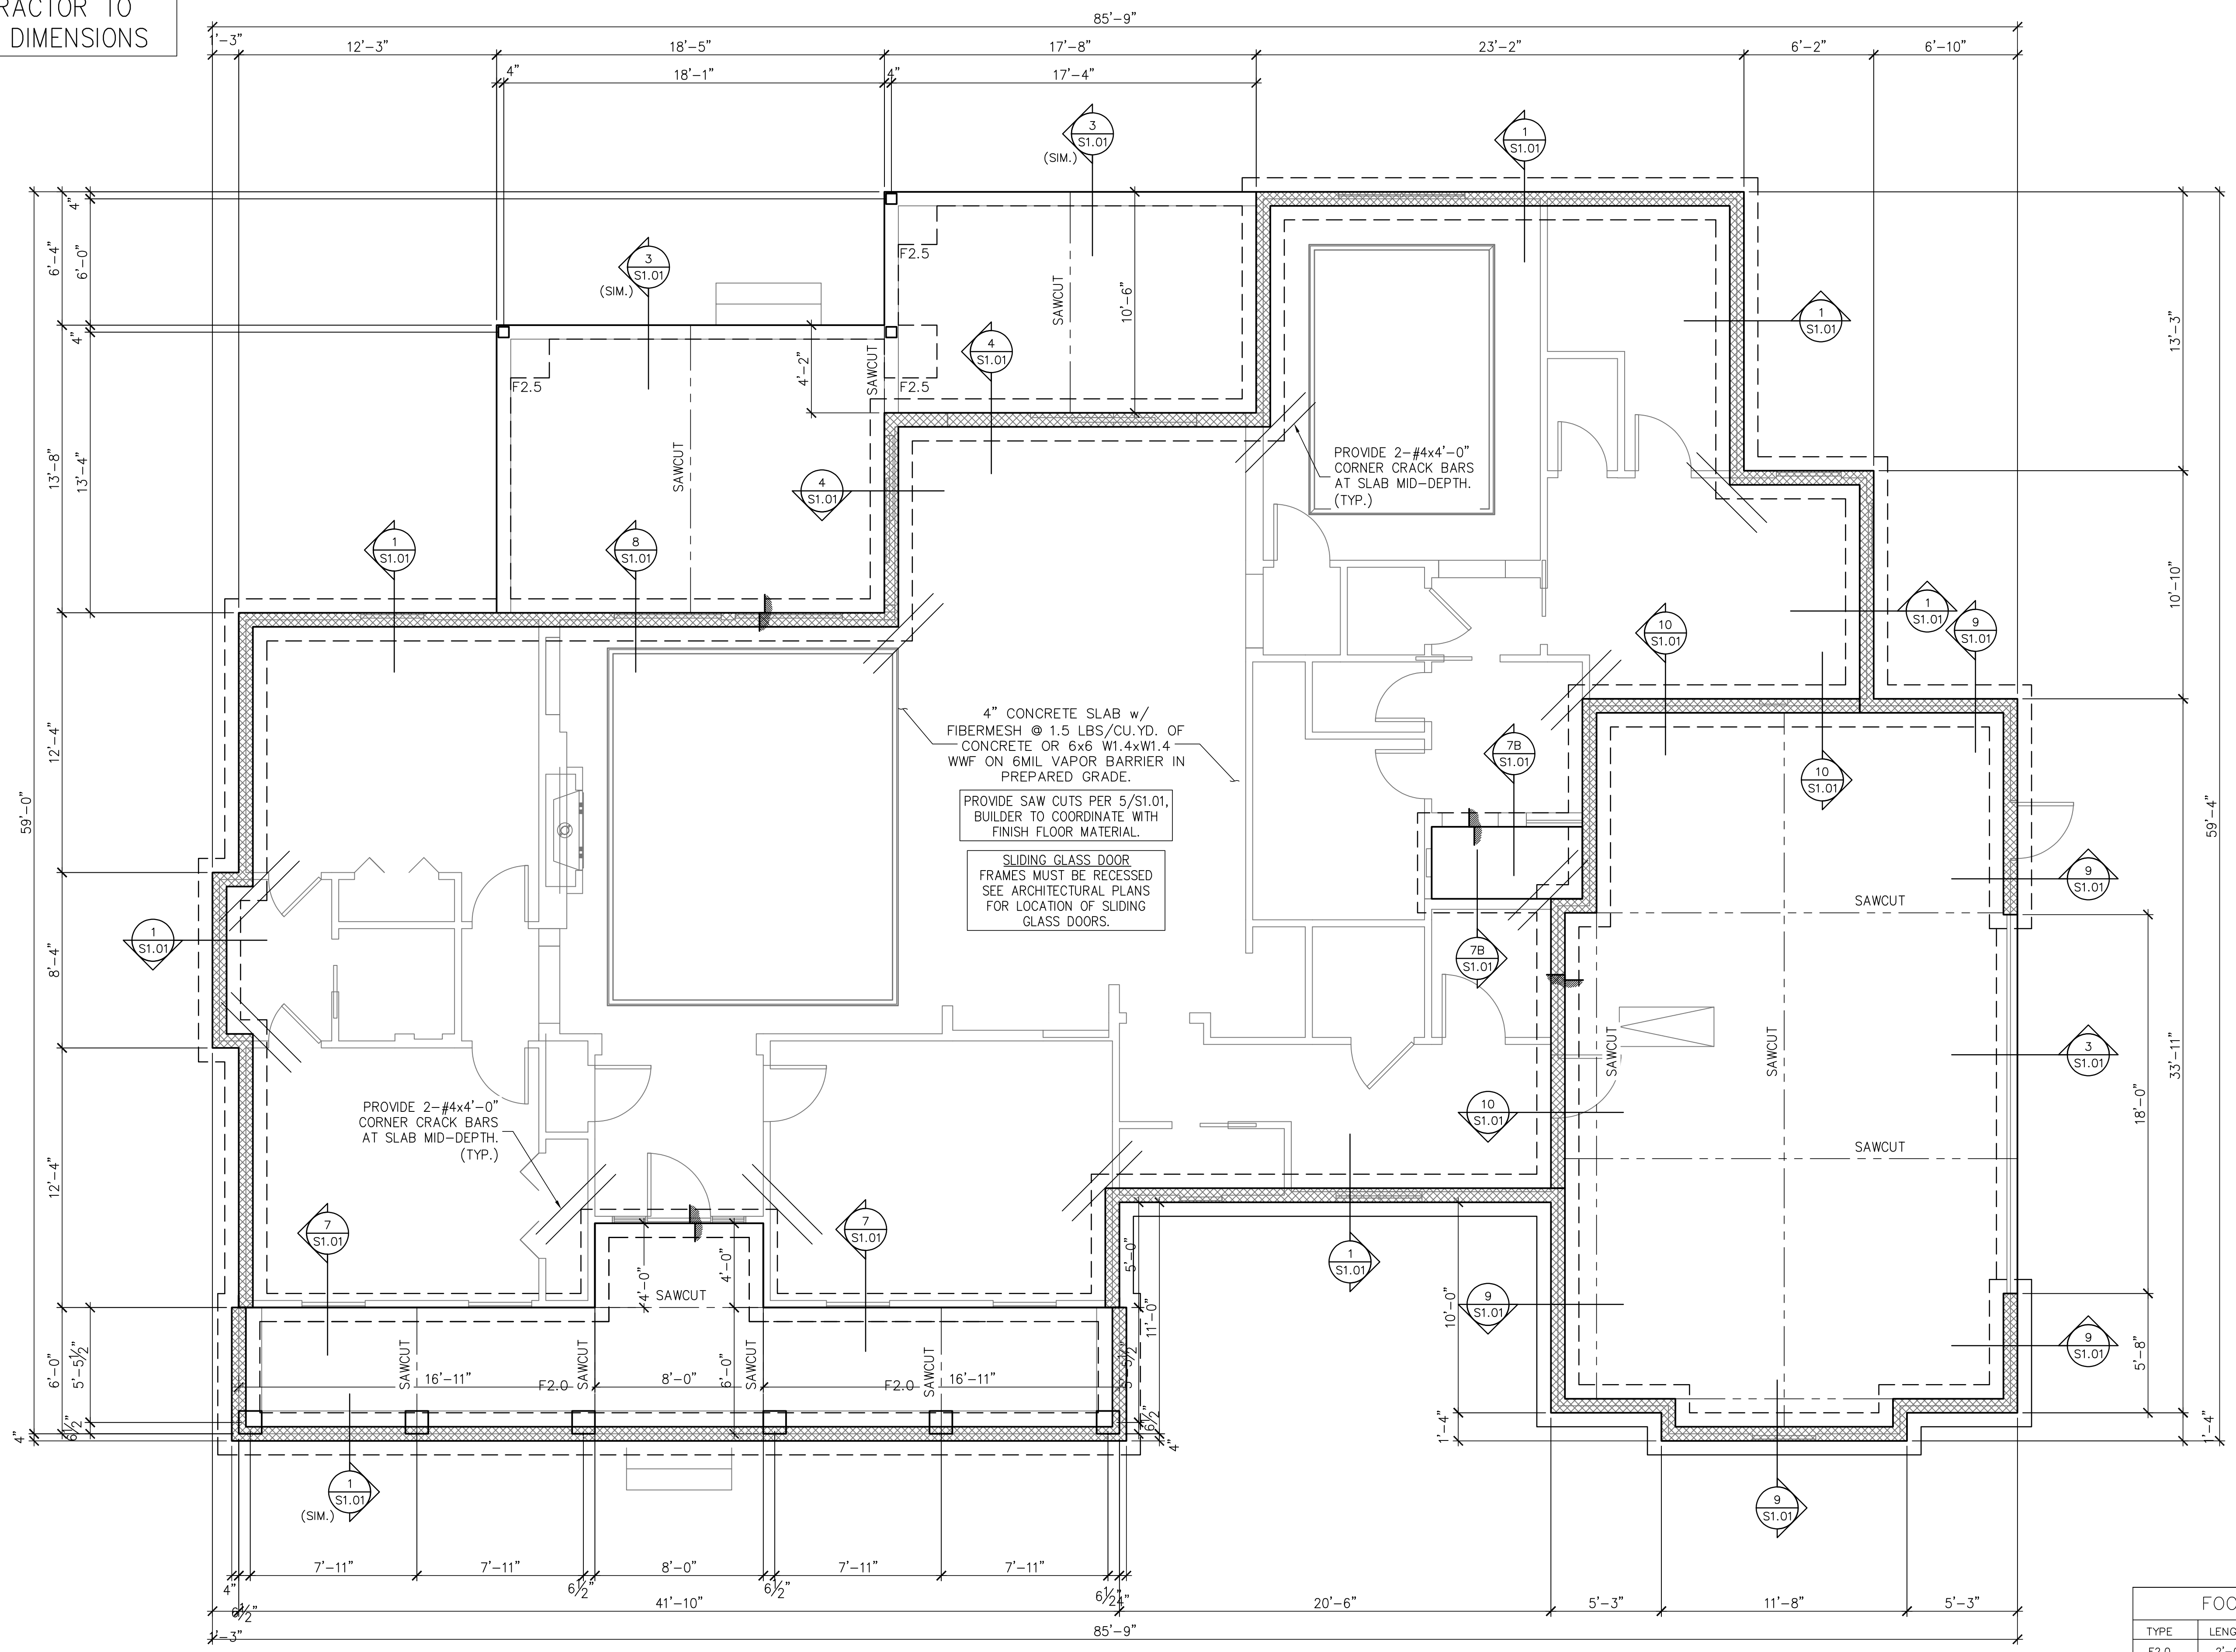 RACTOR TO
DIMENSIONS
85'-9"
1'-3"
12'-3"
18'-5"
17'-8"
23'-2"
6'-2"
6'-10"
4"
18'-1"
4"
17'-4"
3
S1.01
(SIM.)
1
S1.01
3
S1.01
(SIM.)
F2.5
SAWCUT
10'-6"
1
S1.01
4"
6'-4"
6'-0"
4"
4
S1.01
4'-2"
SAWCUT
F2.5
F2.5
13'-3"
13'-8"
13'-4"
SAWCUT
4
S1.01
PROVIDE 2-#4x4'-0"
CORNER CRACK BARS
AT SLAB MID-DEPTH.
(TYP.)
1
S1.01
8
S1.01
10'-10"
1
S1.01
9
S1.01
10
S1.01
59'-0"
12'-4"
4" CONCRETE SLAB w/
FIBERMESH @ 1.5 LBS/CU.YD. OF
CONCRETE OR 6x6 W1.4xW1.4
WWF ON 6MIL VAPOR BARRIER IN
PREPARED GRADE.
7B
S1.01
10
S1.01
59'-4"
PROVIDE SAW CUTS PER 5/S1.01,
BUILDER TO COORDINATE WITH
FINISH FLOOR MATERIAL.
SLIDING GLASS DOOR
FRAMES MUST BE RECESSED
SEE ARCHITECTURAL PLANS
FOR LOCATION OF SLIDING
GLASS DOORS.
9
S1.01
SAWCUT
1
S1.01
8'-4"
7B
S1.01
SAWCUT
SAWCUT
3
S1.01
33'-11"
18'-0"
PROVIDE 2-#4x4'-0"
CORNER CRACK BARS
AT SLAB MID-DEPTH.
(TYP.)
10
S1.01
SAWCUT
12'-4"
7
S1.01
7
S1.01
4'-0"
4'-0"
SAWCUT
5'-0"
11'-0"
1
S1.01
10'-0"
9
S1.01
9
S1.01
5'-8"
6'-0"
5'-5½"
SAWCUT
16'-11"
F2.0
SAWCUT
8'-0"
6'-0"
SAWCUT
F2.0
SAWCUT
16'-11"
5'-5½"
6½"
4"
6½"
4"
1'-4"
1'-4"
1
S1.01
(SIM.)
9
S1.01
7'-11"
7'-11"
8'-0"
7'-11"
7'-11"
4"
6½"
6½"
6½"
6½"
4"
41'-10"
20'-6"
5'-3"
11'-8"
5'-3"
1'-3"
85'-9"
FOO
TYPE
LENG
F2.0